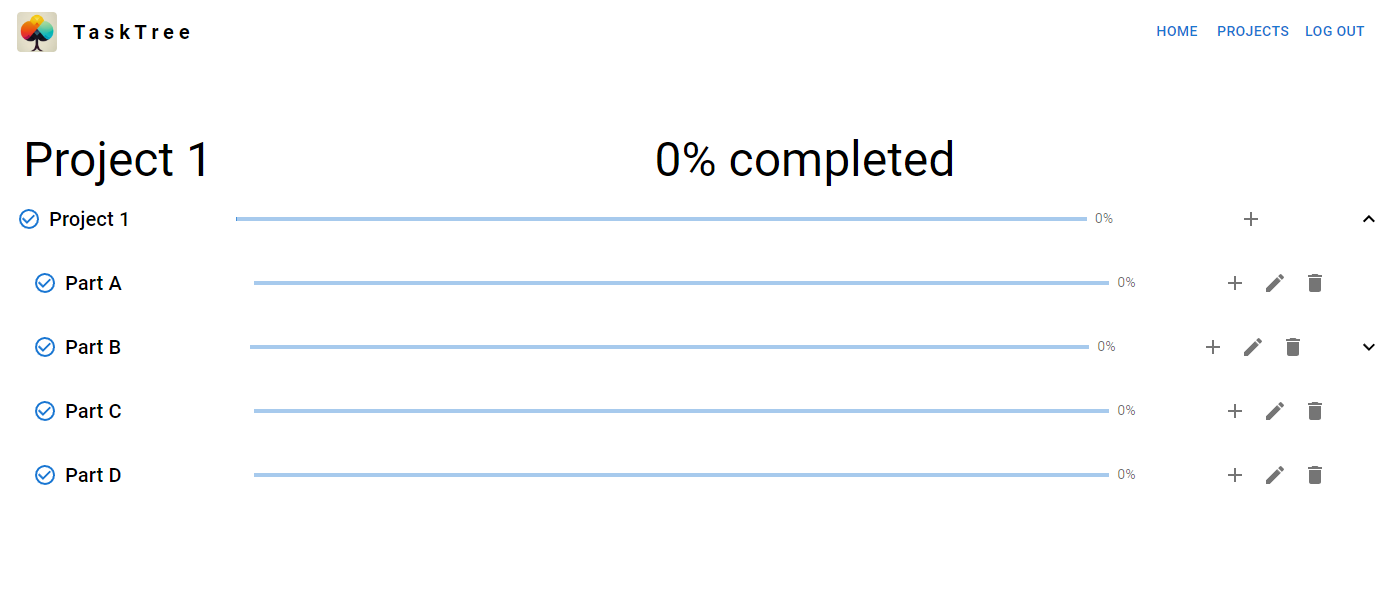 TaskTree HOME PROJECTS LOG OUT
Project 1 0% completed
Project 1 0%
Part A 0%
Part B 0%
Part C 0%
Part D 0%